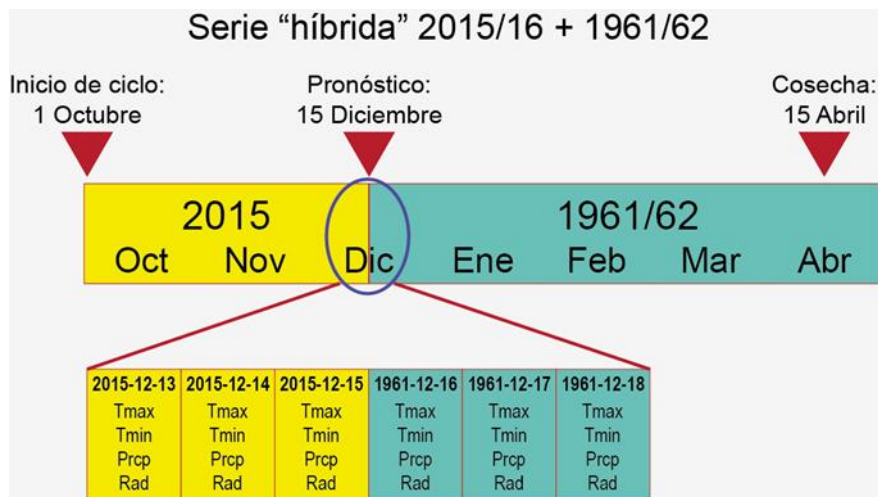 Serie “híbrida” 2015/16 + 1961/62
Inicio de ciclo:
1 Octubre
Pronóstico:
15 Diciembre
Cosecha:
15 Abril
2015
1961/62
Oct Nov Dic Ene Feb Mar Abr
2015-12-13 2015-12-14 2015-12-15 1961-12-16 1961-12-17 1961-12-18
Tmax Tmax Tmax Tmax Tmax Tmax
Tmin Tmin Tmin Tmin Tmin Tmin
Prcp Prcp Prcp Prcp Prcp Prcp
Rad Rad Rad Rad Rad Rad